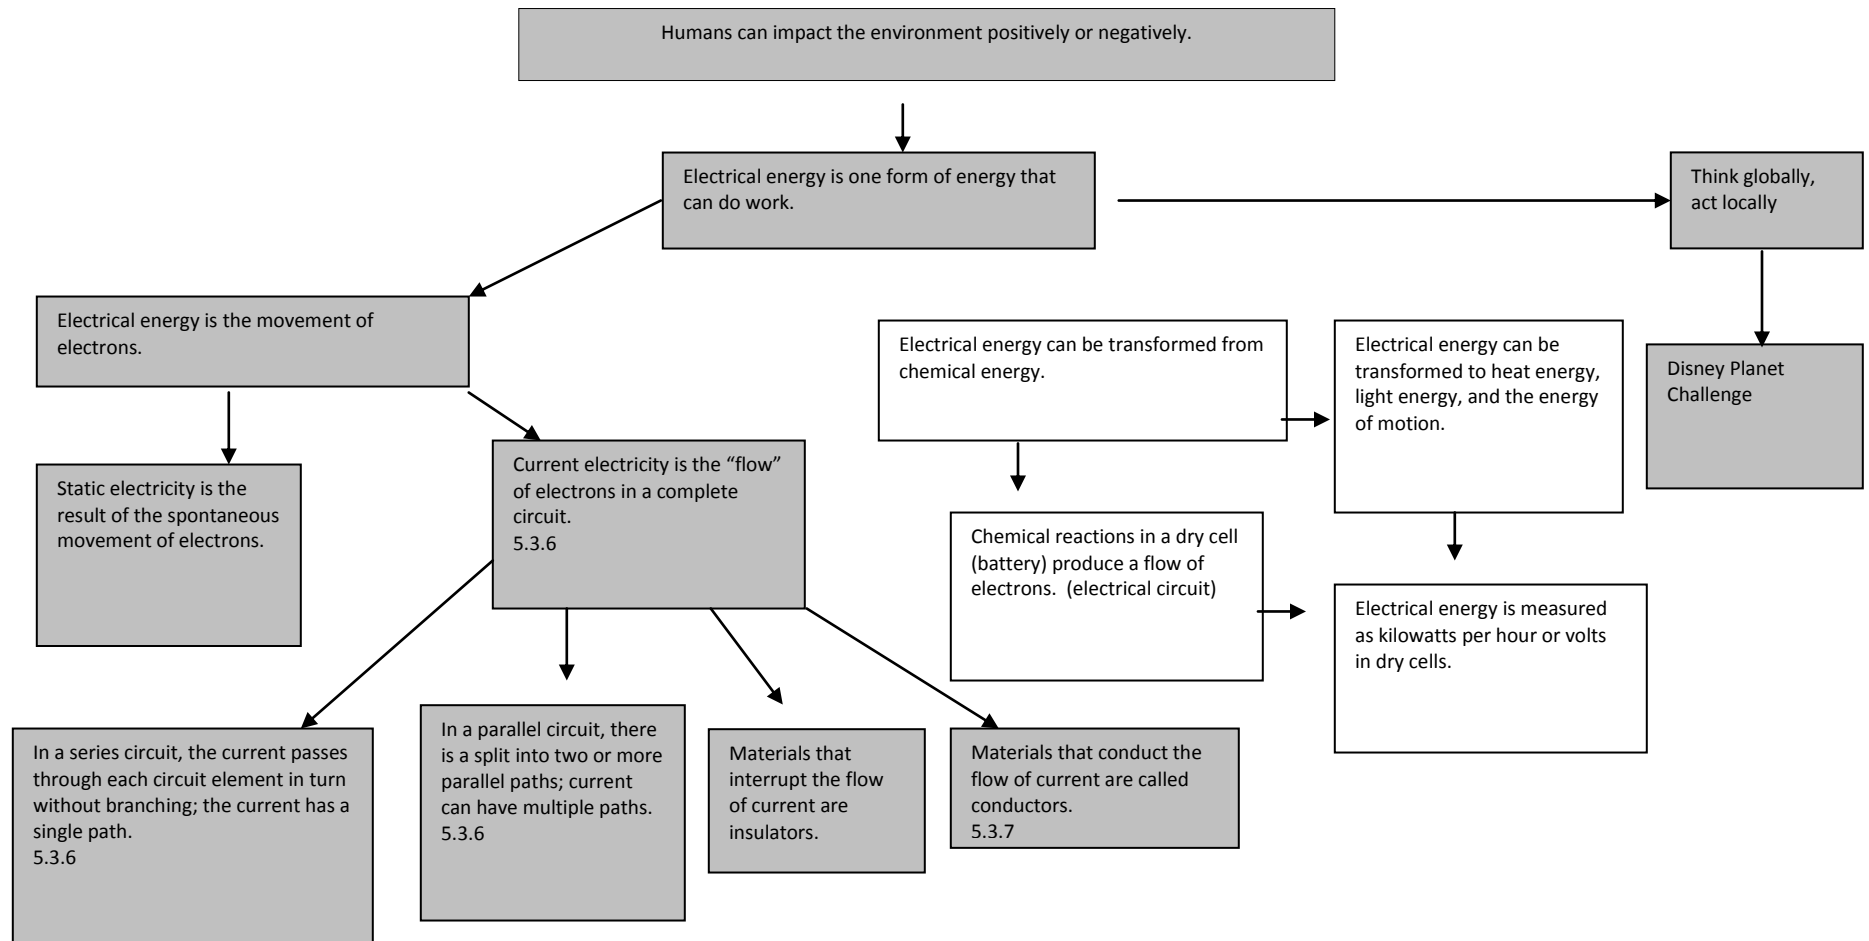 Humans can impact the environment positively or negatively.
Electrical energy is one form of energy that
can do work.
Think globally,
act locally
Electrical energy is the movement of
electrons.
Electrical energy can be transformed from
chemical energy.
Electrical energy can be
transformed to heat energy,
light energy, and the energy
of motion.
Disney Planet
Challenge
Static electricity is the
result of the spontaneous
movement of electrons.
Current electricity is the “flow”
of electrons in a complete
circuit.
5.3.6
Chemical reactions in a dry cell
(battery) produce a flow of
electrons.  (electrical circuit)
Electrical energy is measured
as kilowatts per hour or volts
in dry cells.
In a series circuit, the current passes
through each circuit element in turn
without branching; the current has a
single path.
5.3.6
In a parallel circuit, there
is a split into two or more
parallel paths; current
can have multiple paths.
5.3.6
Materials that
interrupt the flow
of current are
insulators.
Materials that conduct the
flow of current are called
conductors.
5.3.7